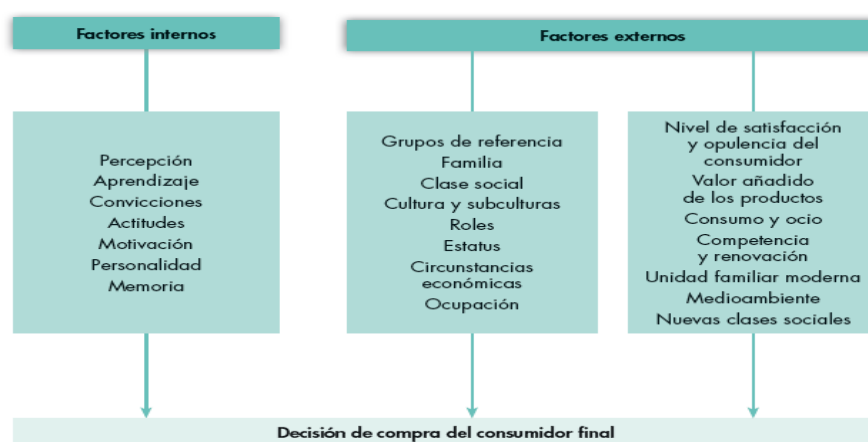 Factores internos
Factores externos
Percepción
Aprendizaje
Convicciones
Actitudes
Motivación
Personalidad
Memoria
Grupos de referencia
Familia
Clase social
Cultura y subculturas
Roles
Estatus
Circunstancias
económicas
Ocupación
Nivel de satisfacción
y opulencia del
consumidor
Valor añadido
de los productos
Consumo y ocio
Competencia
y renovación
Unidad familiar moderna
Medioambiente
Nuevas clases sociales
Decisión de compra del consumidor final